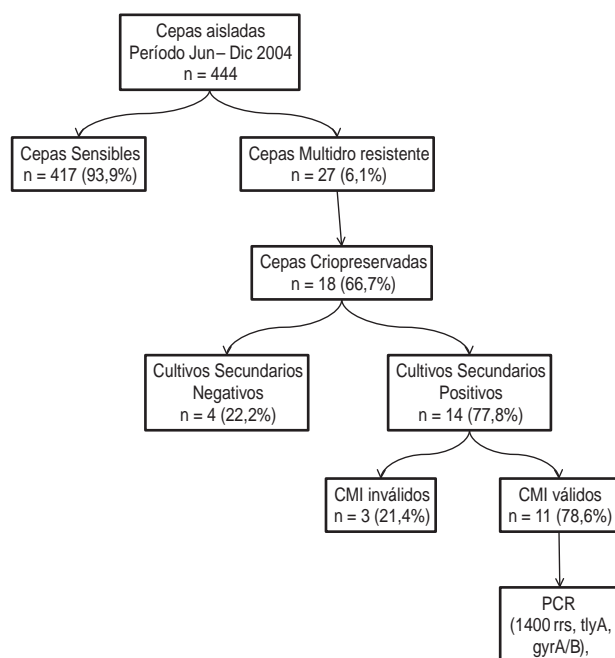 Cepas aisladas
Período Jun– Dic 2004
n = 444
Cepas Sensibles
n = 417 (93,9%)
Cepas Multidro resistente
n = 27 (6,1%)
Cepas Criopreservadas
n = 18 (66,7%)
Cultivos Secundarios
Negativos
n = 4 (22,2%)
Cultivos Secundarios
Positivos
n = 14 (77,8%)
CMI inválidos
n = 3 (21,4%)
CMI válidos
n = 11 (78,6%)
PCR
(1400 rrs, tlyA,
gyrA/B),